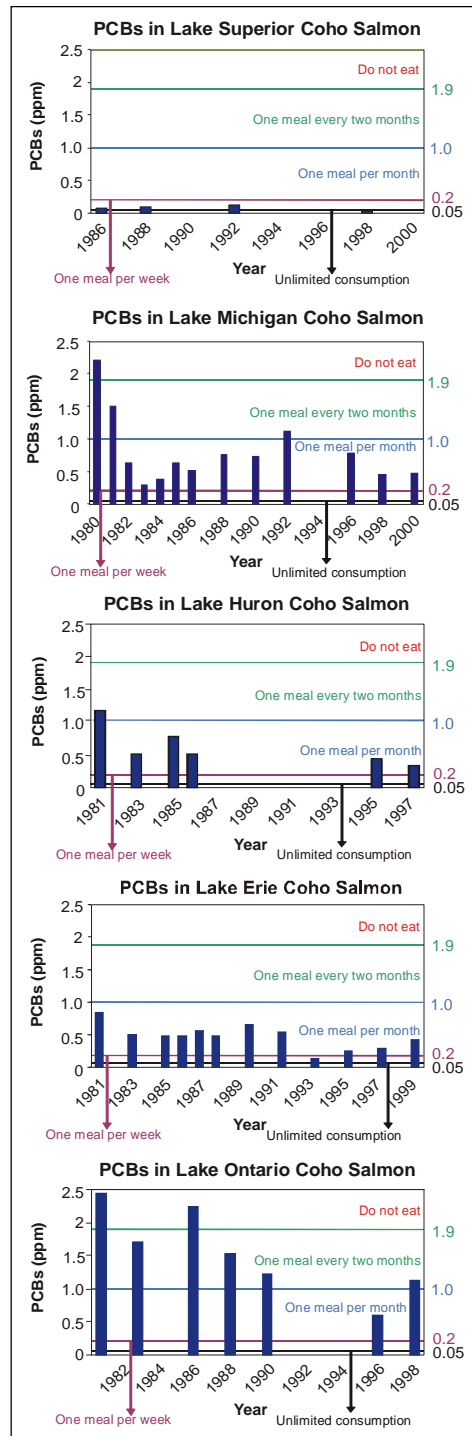 PCBs in Lake Superior Coho Salmon
2.5
Do not eat
2
1.9
One meal every two months
PCBs (ppm)
1.5
1.0
1.0
One meal per month
0.5
0.2
0
0.05
1986
1988
1990
1992
1994
1996
1998
2000
Year
One meal per week
Unlimited consumption
PCBs in Lake Michigan Coho Salmon
2.5
Do not eat
2
1.9
One meal every two months
PCBs (ppm)
1.5
1.0
1.0
One meal per month
0.5
0.2
0
0.05
1980
1982
1984
1986
1988
1990
1992
1994
1996
1998
2000
Year
One meal per week
Unlimited consumption
PCBs in Lake Huron Coho Salmon
2.5
Do not eat
2
1.9
One meal every two months
PCBs (ppm)
1.5
1.0
1.0
One meal per month
0.5
0.2
0
0.05
1981
1983
1985
1987
1989
1991
1993
1995
1997
Year
One meal per week
Unlimited consumption
PCBs in Lake Erie Coho Salmon
2.5
Do not eat
2
1.9
One meal every two months
PCBs (ppm)
1.5
1.0
1.0
One meal per month
0.5
0.2
0
0.05
1981
1983
1985
1987
1989
1991
1993
1995
1997
1999
Year
One meal per week
Unlimited consumption
PCBs in Lake Ontario Coho Salmon
2.5
Do not eat
2
1.9
One meal every two months
PCBs (ppm)
1.5
1.0
1.0
One meal per month
0.5
0.2
0
0.05
1982
1984
1986
1988
1990
1992
1994
1996
1998
Year
One meal per week
Unlimited consumption